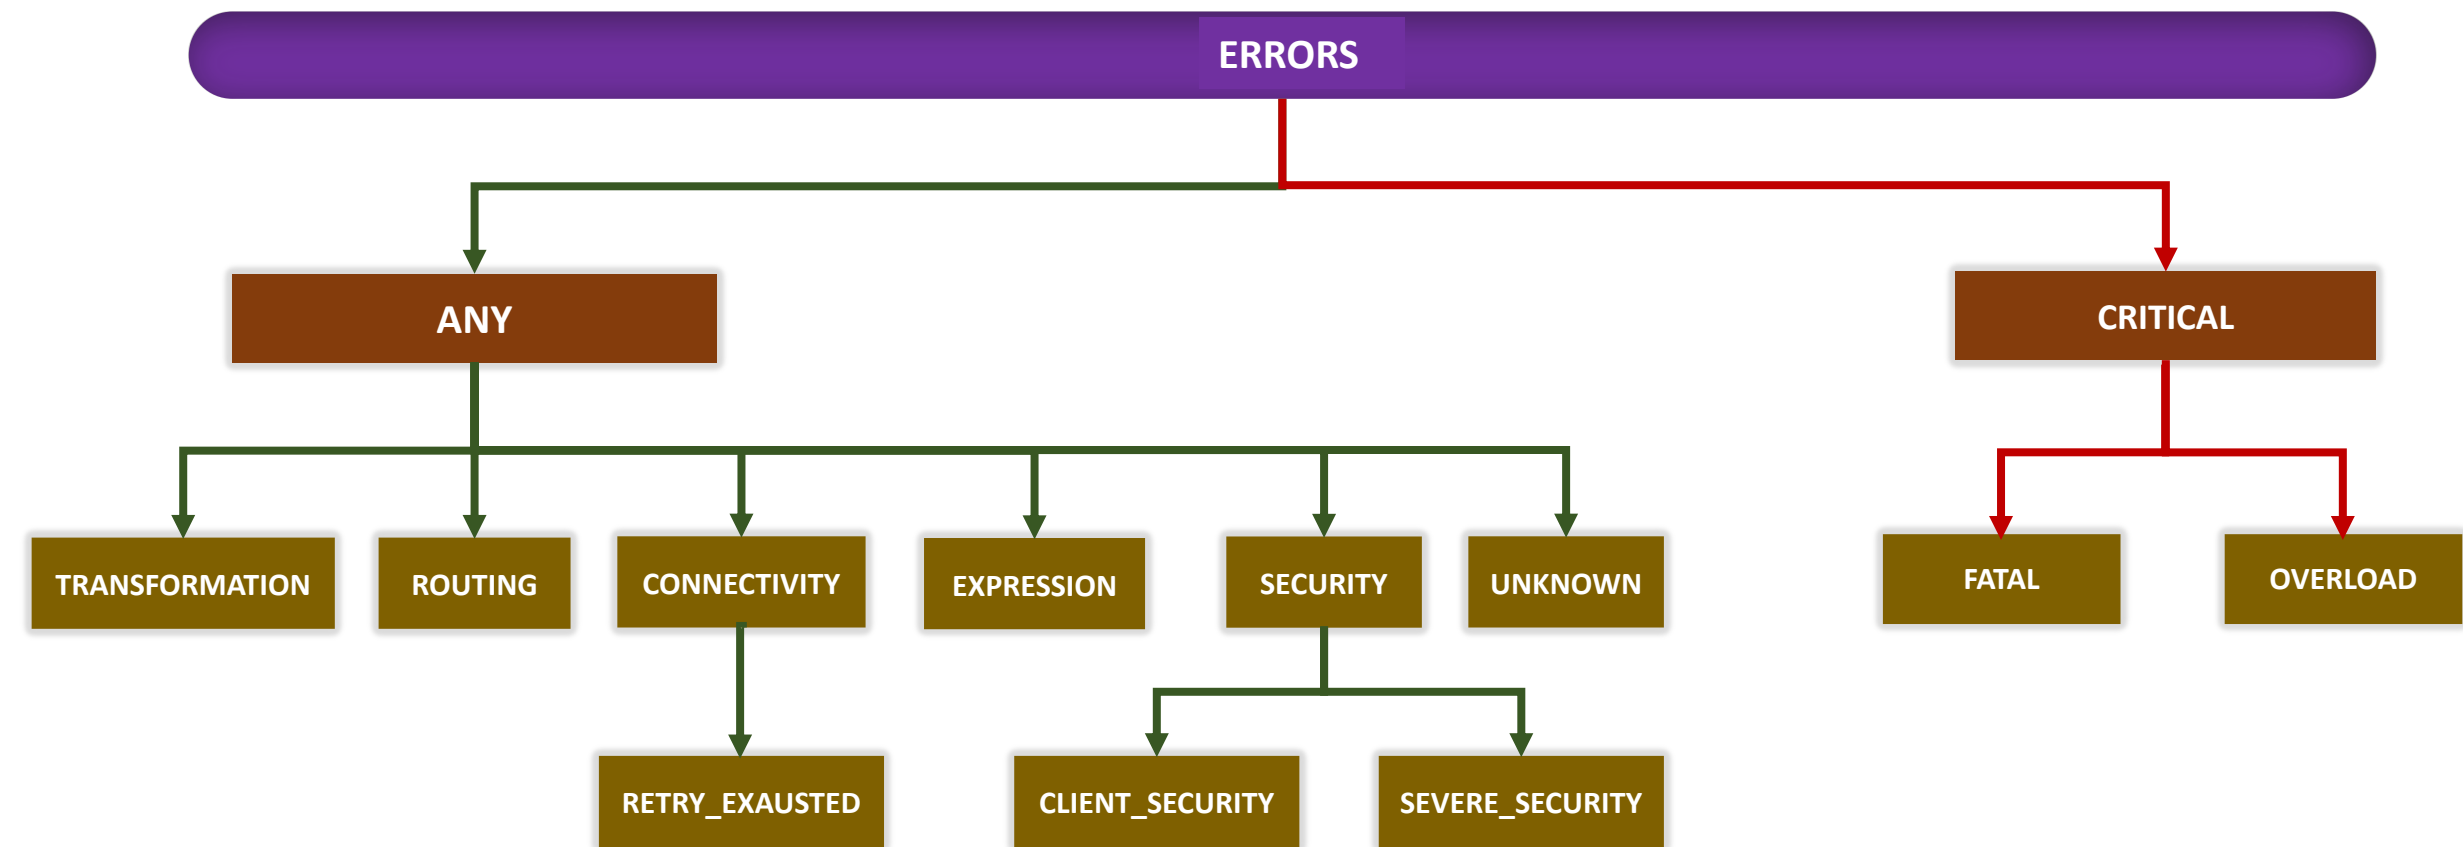 ERRORS
ANY
CRITICAL
TRANSFORMATION
ROUTING
CONNECTIVITY
EXPRESSION
SECURITY
UNKNOWN
FATAL
OVERLOAD
RETRY_EXAUSTED
CLIENT_SECURITY
SEVERE_SECURITY